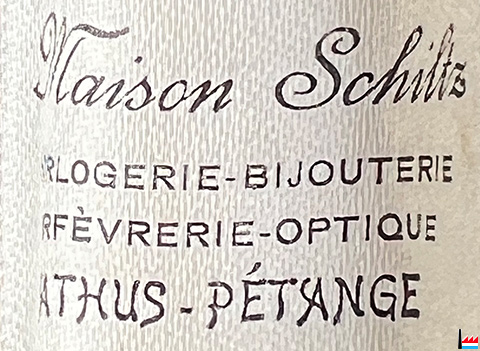 Maison Schiltz
RLOGERIE-BIJOUTERIE
RFÈVRERIE-OPTIQUE
ATHUS - PÉTANGE